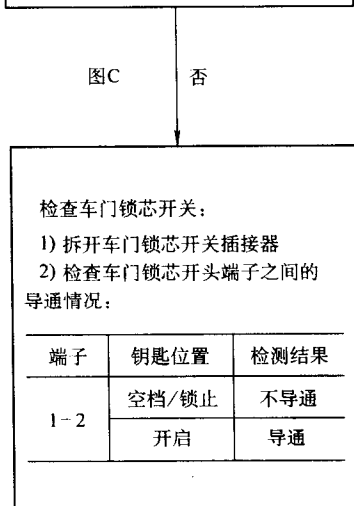 图C 否
检查车门锁芯开关：
1) 拆开车门锁芯开关插接器
2) 检查车门锁芯开头端子之间的
导通情况：
端子 钥匙位置 检测结果
1-2 空档/锁止 不导通
开启 导通